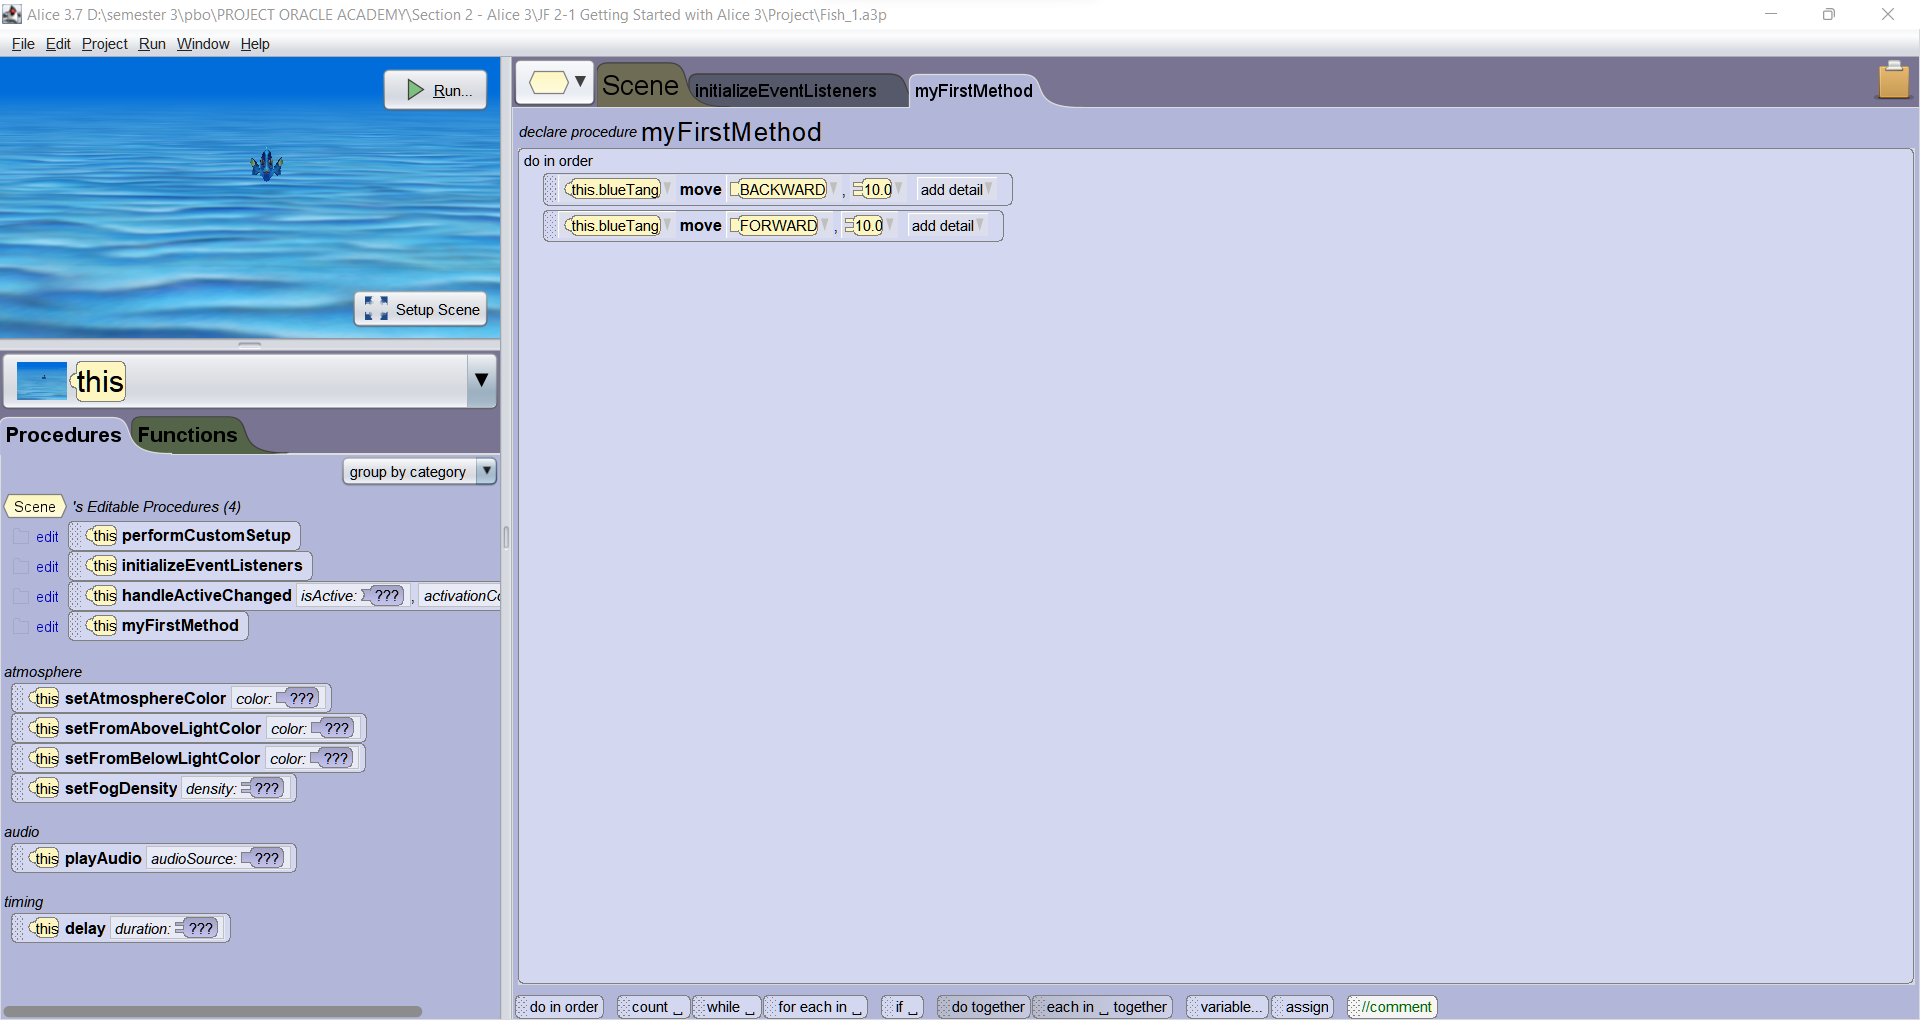 Alice 3.7 D:\semester 3\pbo\PROJECT ORACLE ACADEMY\Section 2 - Alice 3\JF 2-1 Getting Started with Alice 3\Project\Fish_1.a3p
File Edit Project Run Window Help
Run...
Setup Scene
this
Procedures Functions
group by category
Scene 's Editable Procedures (4)
edit this performCustomSetup
edit this initializeEventListeners
edit this handleActiveChanged isActive: ??? ,
edit this myFirstMethod
atmosphere
this setAtmosphereColor color: ???
this setFromAboveLightColor color: ???
this setFromBelowLightColor color: ???
this setFogDensity density: ???
audio
this playAudio audioSource: ???
timing
this delay duration: ???
Scene initializeEventListeners myFirstMethod
declare procedure myFirstMethod
do in order
this.blueTang move BACKWARD , 10.0 add detail
this.blueTang move FORWARD , 10.0 add detail
do in order count while for each in if do together each in together variable... assign //comment